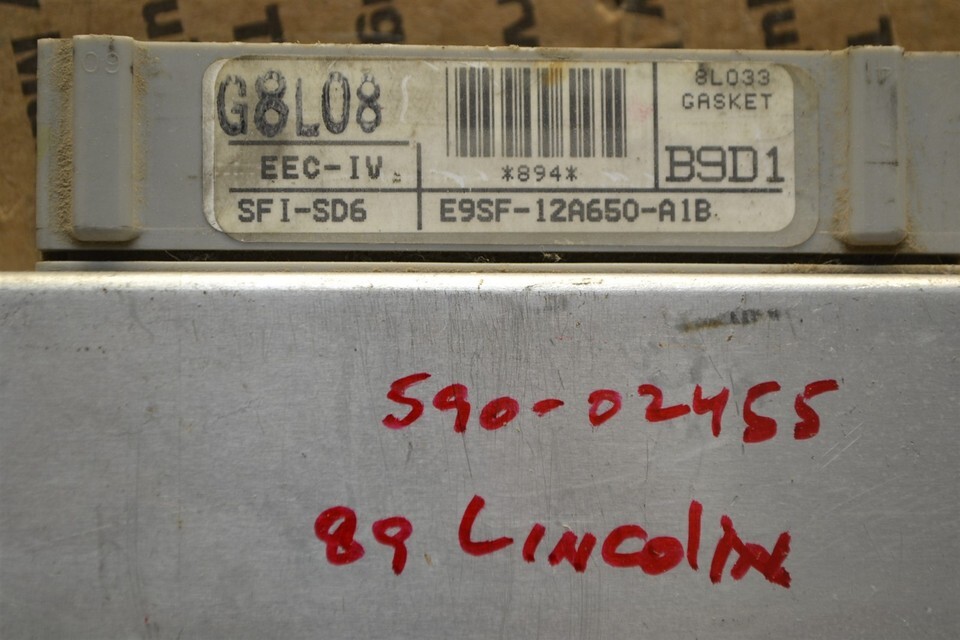 G8L08
8L033
GASKET
EEC-IV
*894*
B9D1
SFI-SD6
E9SF-12A650-A1B
590-02455
89 LINCOlN